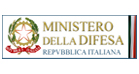 MINISTERO
DELLA DIFESA
REPVBBLICA ITALIANA